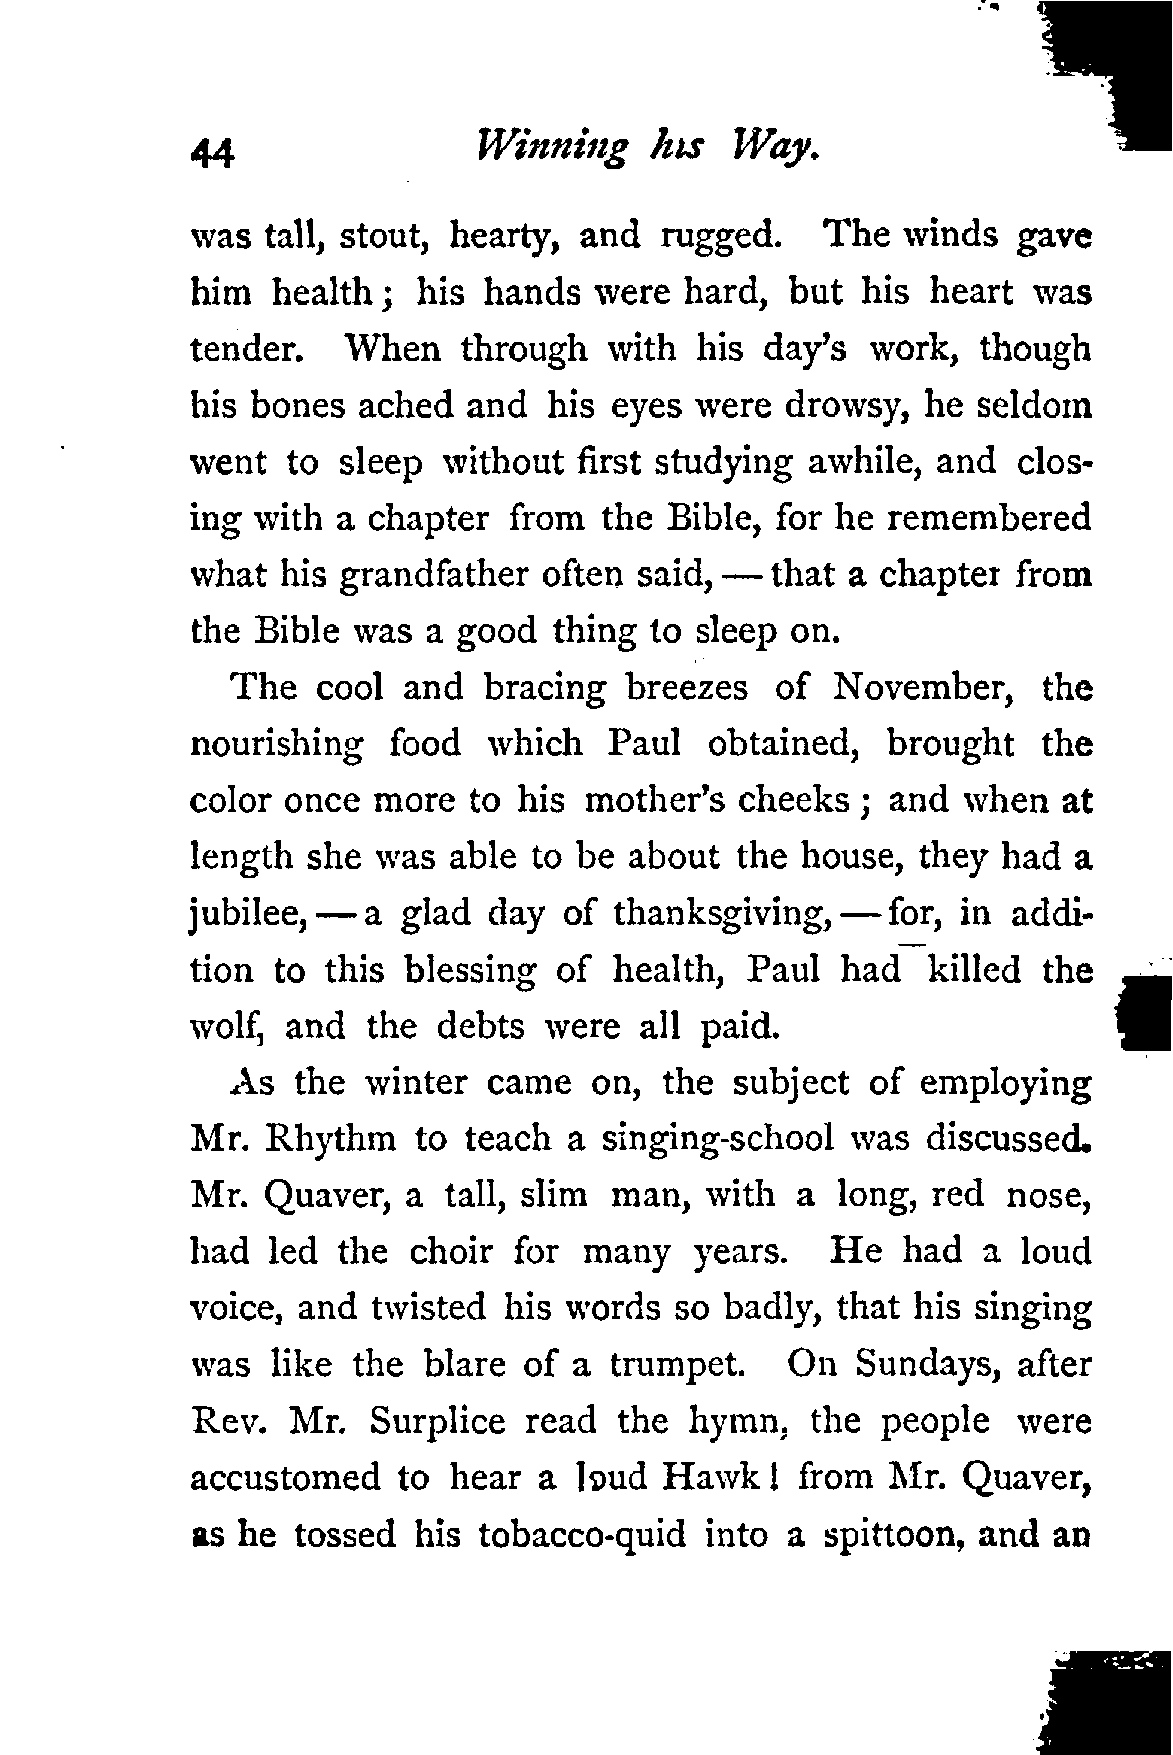 44 Winning his Way.
was tall, stout, hearty, and rugged. The winds gave
him health; his hands were hard, but his heart was
tender. When through with his day's work, though
his bones ached and his eyes were drowsy, he seldom
went to sleep without first studying awhile, and clos-
ing with a chapter from the Bible, for he remembered
what his grandfather often said, — that a chapter from
the Bible was a good thing to sleep on.
The cool and bracing breezes of November, the
nourishing food which Paul obtained, brought the
color once more to his mother's cheeks; and when at
length she was able to be about the house, they had a
jubilee, — a glad day of thanksgiving, — for, in addi-
tion to this blessing of health, Paul had killed the
wolf, and the debts were all paid.
As the winter came on, the subject of employing
Mr. Rhythm to teach a singing-school was discussed.
Mr. Quaver, a tall, slim man, with a long, red nose,
had led the choir for many years. He had a loud
voice, and twisted his words so badly, that his singing
was like the blare of a trumpet. On Sundays, after
Rev. Mr. Surplice read the hymn, the people were
accustomed to hear a loud Hawk! from Mr. Quaver,
as he tossed his tobacco-quid into a spittoon, and an